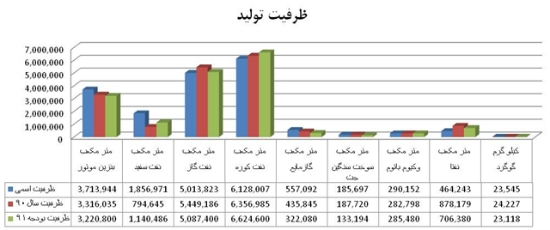 ظرفیت تولید
7,000,000
6,000,000
5,000,000
4,000,000
3,000,000
2,000,000
1,000,000
0
متر مکعب متر مکعب متر مکعب متر مکعب متر مکعب متر مکعب متر مکعب متر مکعب کیلو گرم
بنزین موتور نفت سفید نفت گاز نفت کوره گازمایع سوخت سنگین جت وکیوم باتوم نفتا گوگرد
ظرفیت اسمی 3,713,944 1,856,971 5,013,823 6,128,007 557,092 185,697 290,152 464,243 23,545
ظرفیت سال ۹۰ 3,316,035 794,645 5,449,186 6,356,985 435,845 187,720 282,798 878,179 24,227
ظرفیت بودجه ۹۱ 3,220,800 1,140,486 5,087,400 6,624,600 322,080 133,194 285,480 706,380 23,118